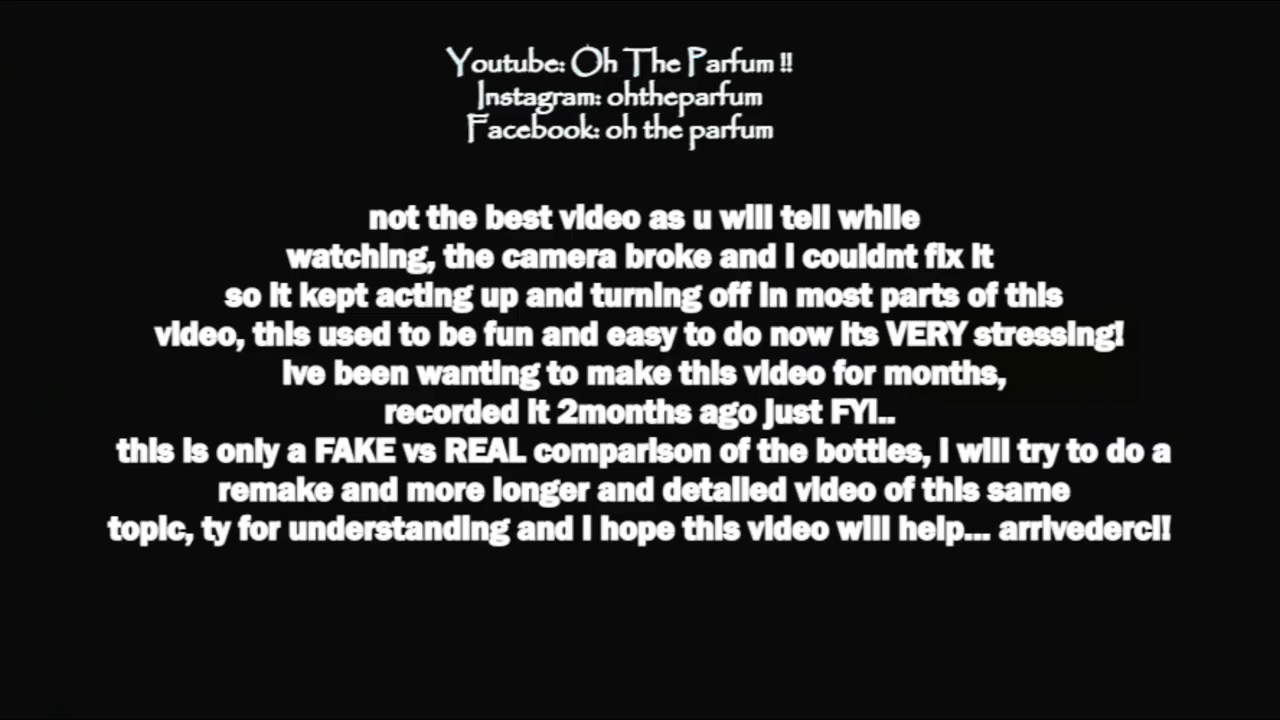 Youtube: Oh The Parfum !!
Instagram: ohtheparfum
Facebook: oh the parfum
not the best video as u will tell while
watching, the camera broke and I couldnt fix it
so it kept acting up and turning off in most parts of this
video, this used to be fun and easy to do now its VERY stressing!
ive been wanting to make this video for months,
recorded it 2months ago just FYI..
this is only a FAKE vs REAL comparison of the bottles, I will try to do a
remake and more longer and detailed video of this same
topic, ty for understanding and I hope this video will help... arrivederci!